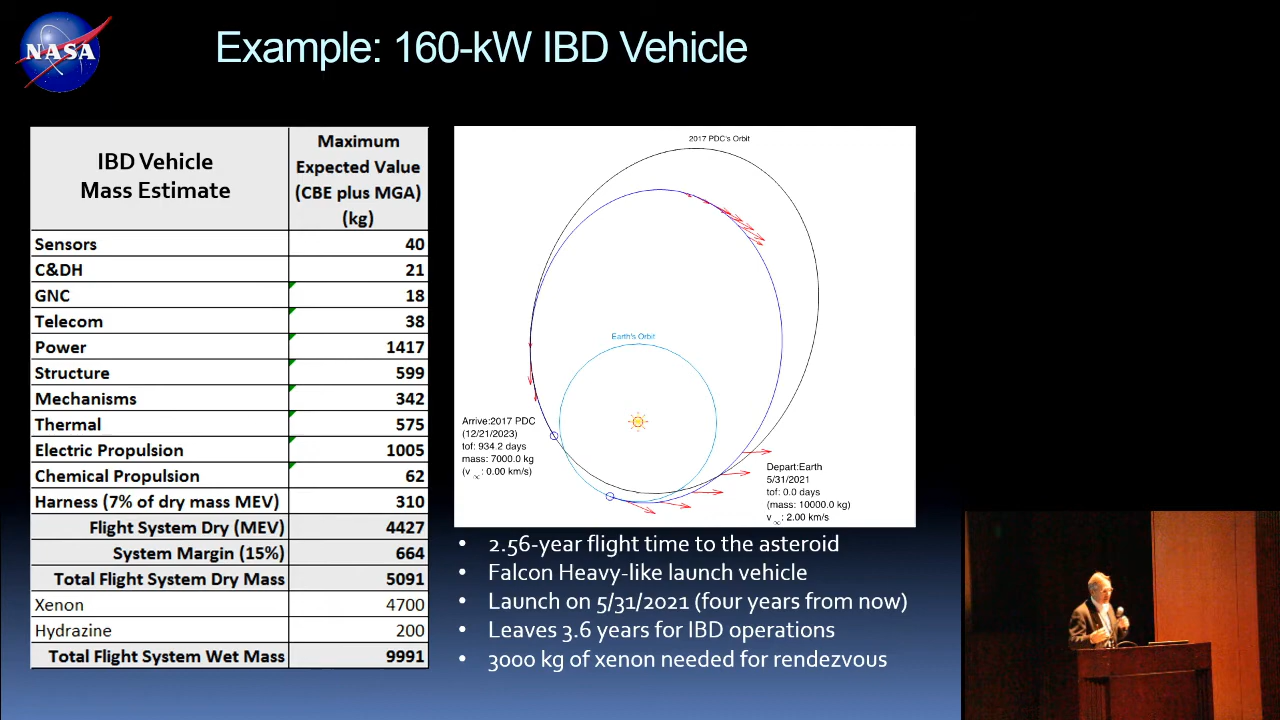 NASA
Example: 160-kW IBD Vehicle
IBD Vehicle
Mass Estimate
Maximum
Expected Value
(CBE plus MGA)
(kg)
Sensors 40
C&DH 21
GNC 18
Telecom 38
Power 1417
Structure 599
Mechanisms 342
Thermal 575
Electric Propulsion 1005
Chemical Propulsion 62
Harness (7% of dry mass MEV) 310
Flight System Dry (MEV) 4427
System Margin (15%) 664
Total Flight System Dry Mass 5091
Xenon 4700
Hydrazine 200
Total Flight System Wet Mass 9991
2017 PDC's Orbit
Earth's Orbit
Arrive:2017 PDC
(12/21/2023)
tof: 934.2 days
mass: 7000.0 kg
(v∞: 0.00 km/s)
Depart:Earth
5/31/2021
tof: 0.0 days
(mass: 10000.0 kg)
v∞: 2.00 km/s
• 2.56-year flight time to the asteroid
• Falcon Heavy-like launch vehicle
• Launch on 5/31/2021 (four years from now)
• Leaves 3.6 years for IBD operations
• 3000 kg of xenon needed for rendezvous